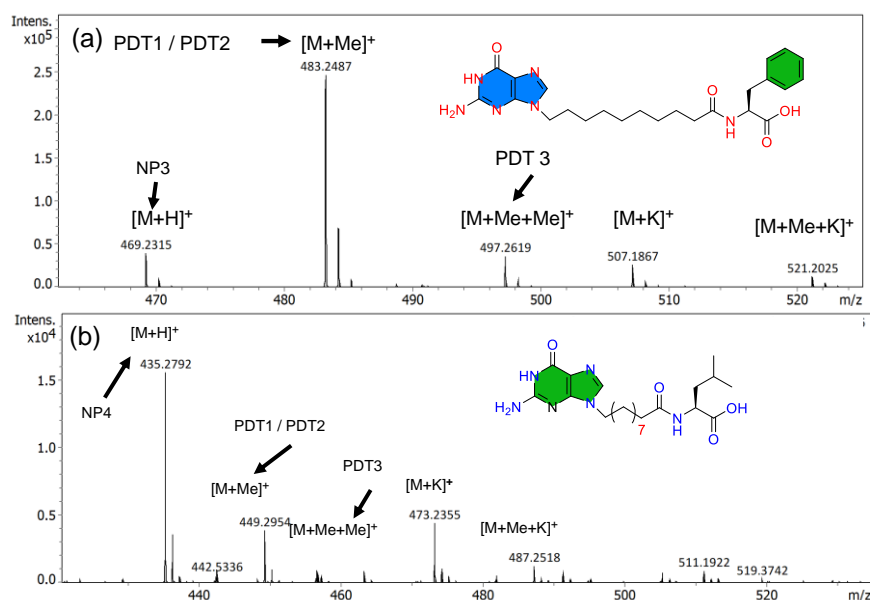 Intens.
x10⁵
(a)
PDT1 / PDT2
[M+Me]⁺
483.2487
2.5
2.0
1.5
1.0
0.5
0.0
O
HN
N
H₂N
N
N
O
N
H
OH
O
NP3
[M+H]⁺
469.2315
PDT 3
[M+Me+Me]⁺
497.2619
[M+K]⁺
507.1867
[M+Me+K]⁺
521.2025
470
480
490
500
510
520
m/z
Intens.
x10⁴
(b)
[M+H]⁺
435.2792
1.5
1.0
0.5
0.0
NP4
O
HN
N
H₂N
N
N
7
O
N
H
OH
O
PDT1 / PDT2
[M+Me]⁺
449.2954
442.5336
PDT3
[M+Me+Me]⁺
[M+K]⁺
473.2355
[M+Me+K]⁺
487.2518
511.1922
519.3742
440
460
480
500
520
m/z